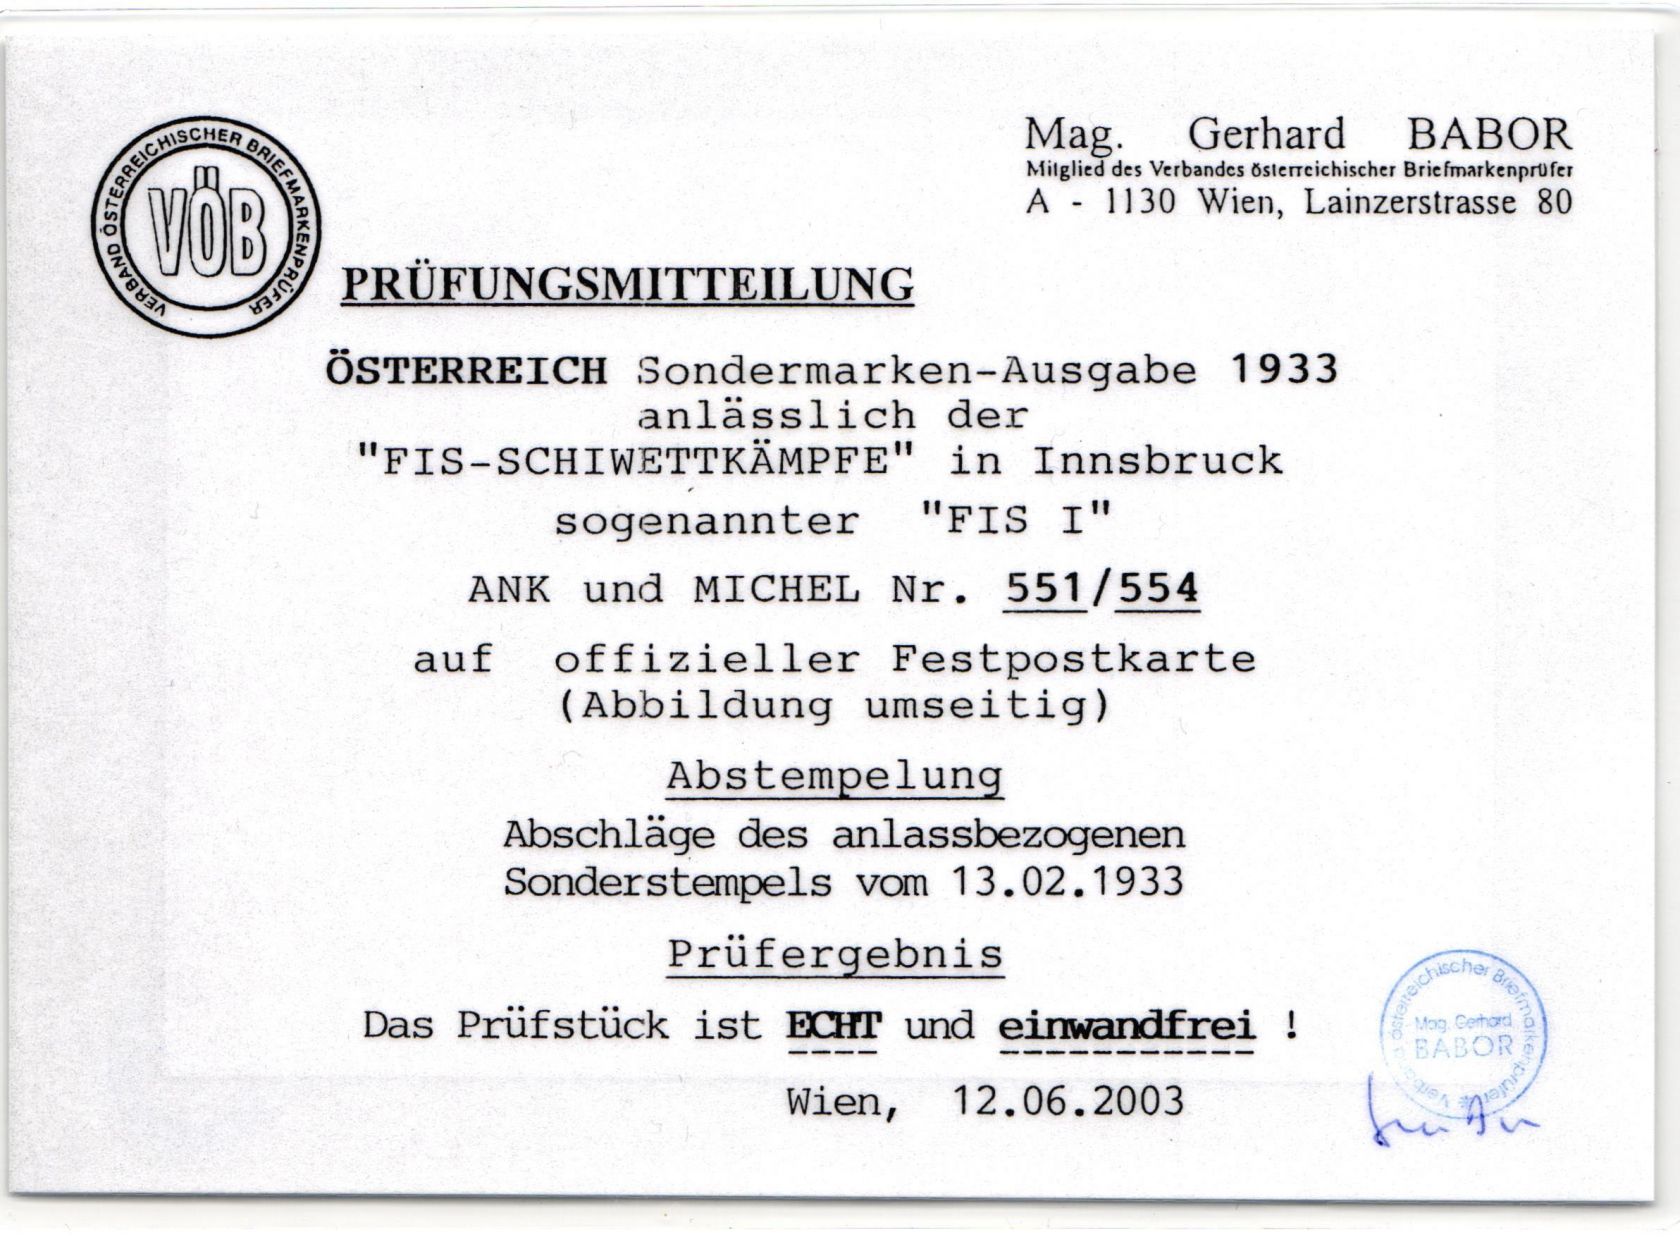 VERBAND ÖSTERREICHISCHER BRIEFMARKENPRÜFER
VÖB
Mag. Gerhard BABOR
Mitglied des Verbandes österreichischer Briefmarkenprüfer
A - 1130 Wien, Lainzerstrasse 80
PRÜFUNGSMITTEILUNG
ÖSTERREICH Sondermarken-Ausgabe 1933
anlässlich der
"FIS-SCHIWETTKÄMPFE" in Innsbruck
sogenannter "FIS I"
ANK und MICHEL Nr. 551/554
auf offizieller Festpostkarte
(Abbildung umseitig)
Abstempelung
Abschläge des anlassbezogenen
Sonderstempels vom 13.02.1933
Prüfergebnis
Das Prüfstück ist ECHT und einwandfrei !
Wien, 12.06.2003
Verband österreichischer Briefmarkenprüfer
Mag. Gerhard
BABOR